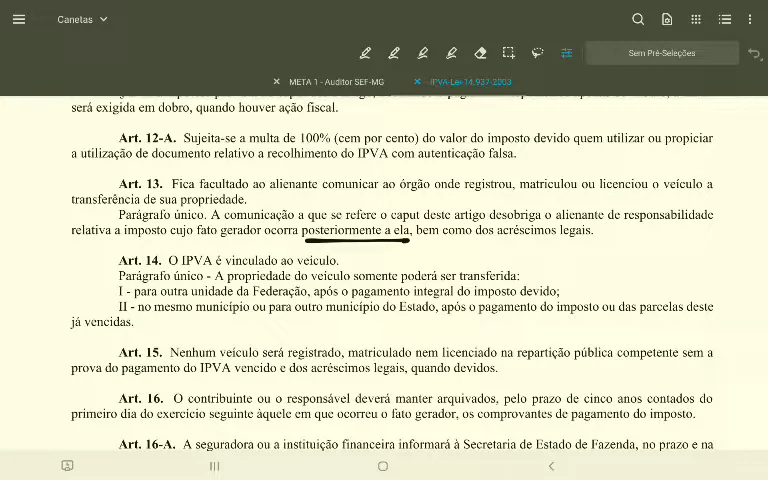 Canetas
Sem Pré-Seleções
META 1 - Auditor SEF-MG
IPVA-Lei-14.937-2003
será exigida em dobro, quando houver ação fiscal.
Art. 12-A. Sujeita-se a multa de 100% (cem por cento) do valor do imposto devido quem utilizar ou propiciar
a utilização de documento relativo a recolhimento do IPVA com autenticação falsa.
Art. 13. Fica facultado ao alienante comunicar ao órgão onde registrou, matriculou ou licenciou o veículo a
transferência de sua propriedade.
Parágrafo único. A comunicação a que se refere o caput deste artigo desobriga o alienante de responsabilidade
relativa a imposto cujo fato gerador ocorra posteriormente a ela, bem como dos acréscimos legais.
Art. 14. O IPVA é vinculado ao veiculo.
Parágrafo único - A propriedade do veiculo somente poderá ser transferida:
I - para outra unidade da Federação, após o pagamento integral do imposto devido;
II - no mesmo município ou para outro município do Estado, após o pagamento do imposto ou das parcelas deste
já vencidas.
Art. 15. Nenhum veículo será registrado, matriculado nem licenciado na repartição pública competente sem a
prova do pagamento do IPVA vencido e dos acréscimos legais, quando devidos.
Art. 16. O contribuinte ou o responsável deverá manter arquivados, pelo prazo de cinco anos contados do
primeiro dia do exercício seguinte àquele em que ocorreu o fato gerador, os comprovantes de pagamento do imposto.
Art. 16-A. A seguradora ou a instituição financeira informará à Secretaria de Estado de Fazenda, no prazo e na